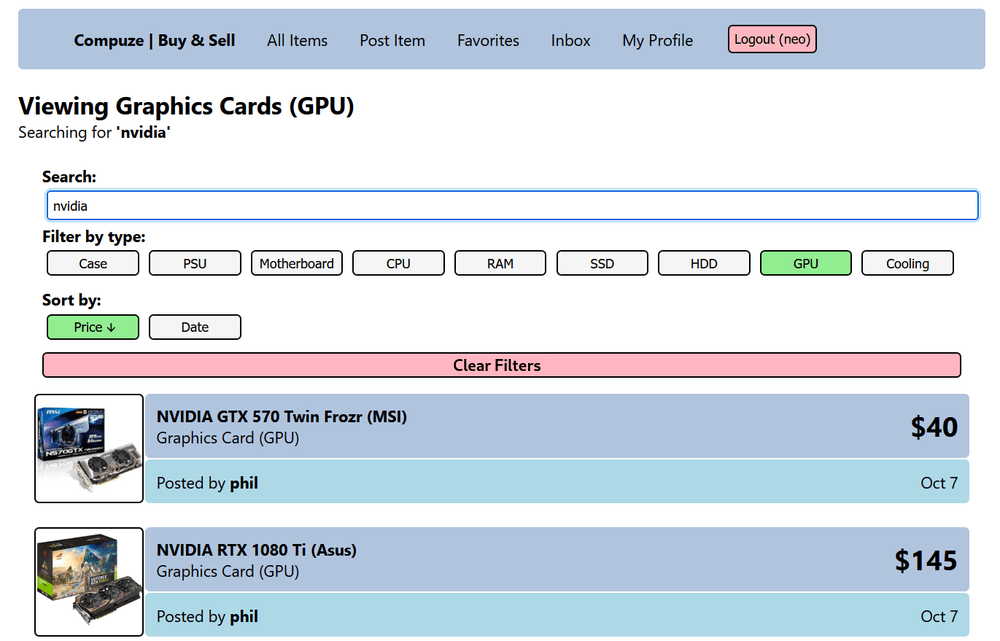 Compuze | Buy & Sell All Items Post Item Favorites Inbox My Profile Logout (neo)
Viewing Graphics Cards (GPU)
Searching for 'nvidia'
Search:
nvidia
Filter by type:
Case PSU Motherboard CPU RAM SSD HDD GPU Cooling
Sort by:
Price ↓ Date
Clear Filters
msi
N570GTX
NVIDIA GTX 570 Twin Frozr (MSI)
Graphics Card (GPU)
$40
Posted by phil
Oct 7
NVIDIA RTX 1080 Ti (Asus)
Graphics Card (GPU)
$145
Posted by phil
Oct 7